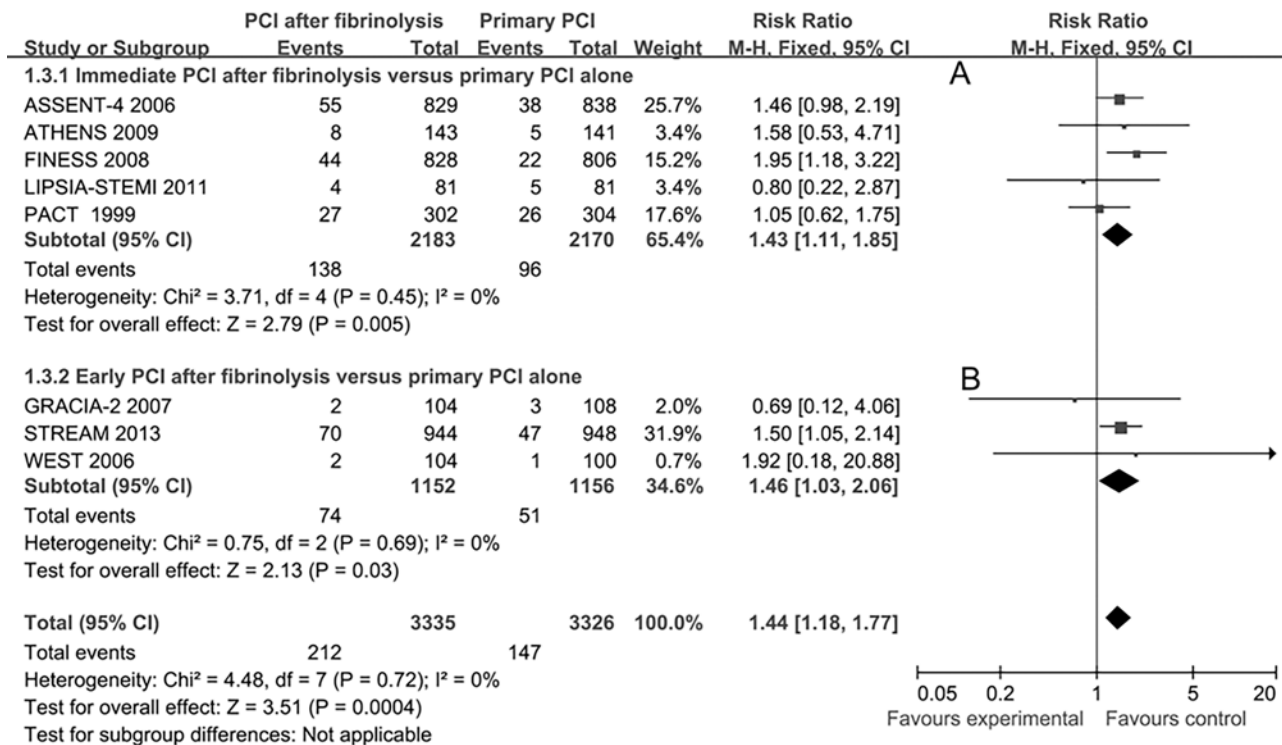 PCI after fibrinolysis Primary PCI Risk Ratio Risk Ratio
Study or Subgroup Events Total Events Total Weight M-H, Fixed, 95% CI M-H, Fixed, 95% CI
1.3.1 Immediate PCI after fibrinolysis versus primary PCI alone A
ASSENT-4 2006 55 829 38 838 25.7% 1.46 [0.98, 2.19]
ATHENS 2009 8 143 5 141 3.4% 1.58 [0.53, 4.71]
FINESS 2008 44 828 22 806 15.2% 1.95 [1.18, 3.22]
LIPSIA-STEMI 2011 4 81 5 81 3.4% 0.80 [0.22, 2.87]
PACT 1999 27 302 26 304 17.6% 1.05 [0.62, 1.75]
Subtotal (95% CI) 2183 2170 65.4% 1.43 [1.11, 1.85]
Total events 138 96
Heterogeneity: Chi² = 3.71, df = 4 (P = 0.45); I² = 0%
Test for overall effect: Z = 2.79 (P = 0.005)
1.3.2 Early PCI after fibrinolysis versus primary PCI alone B
GRACIA-2 2007 2 104 3 108 2.0% 0.69 [0.12, 4.06]
STREAM 2013 70 944 47 948 31.9% 1.50 [1.05, 2.14]
WEST 2006 2 104 1 100 0.7% 1.92 [0.18, 20.88]
Subtotal (95% CI) 1152 1156 34.6% 1.46 [1.03, 2.06]
Total events 74 51
Heterogeneity: Chi² = 0.75, df = 2 (P = 0.69); I² = 0%
Test for overall effect: Z = 2.13 (P = 0.03)
Total (95% CI) 3335 3326 100.0% 1.44 [1.18, 1.77]
Total events 212 147
Heterogeneity: Chi² = 4.48, df = 7 (P = 0.72); I² = 0%
Test for overall effect: Z = 3.51 (P = 0.0004)
Test for subgroup differences: Not applicable
0.05 0.2 1 5 20
Favours experimental Favours control